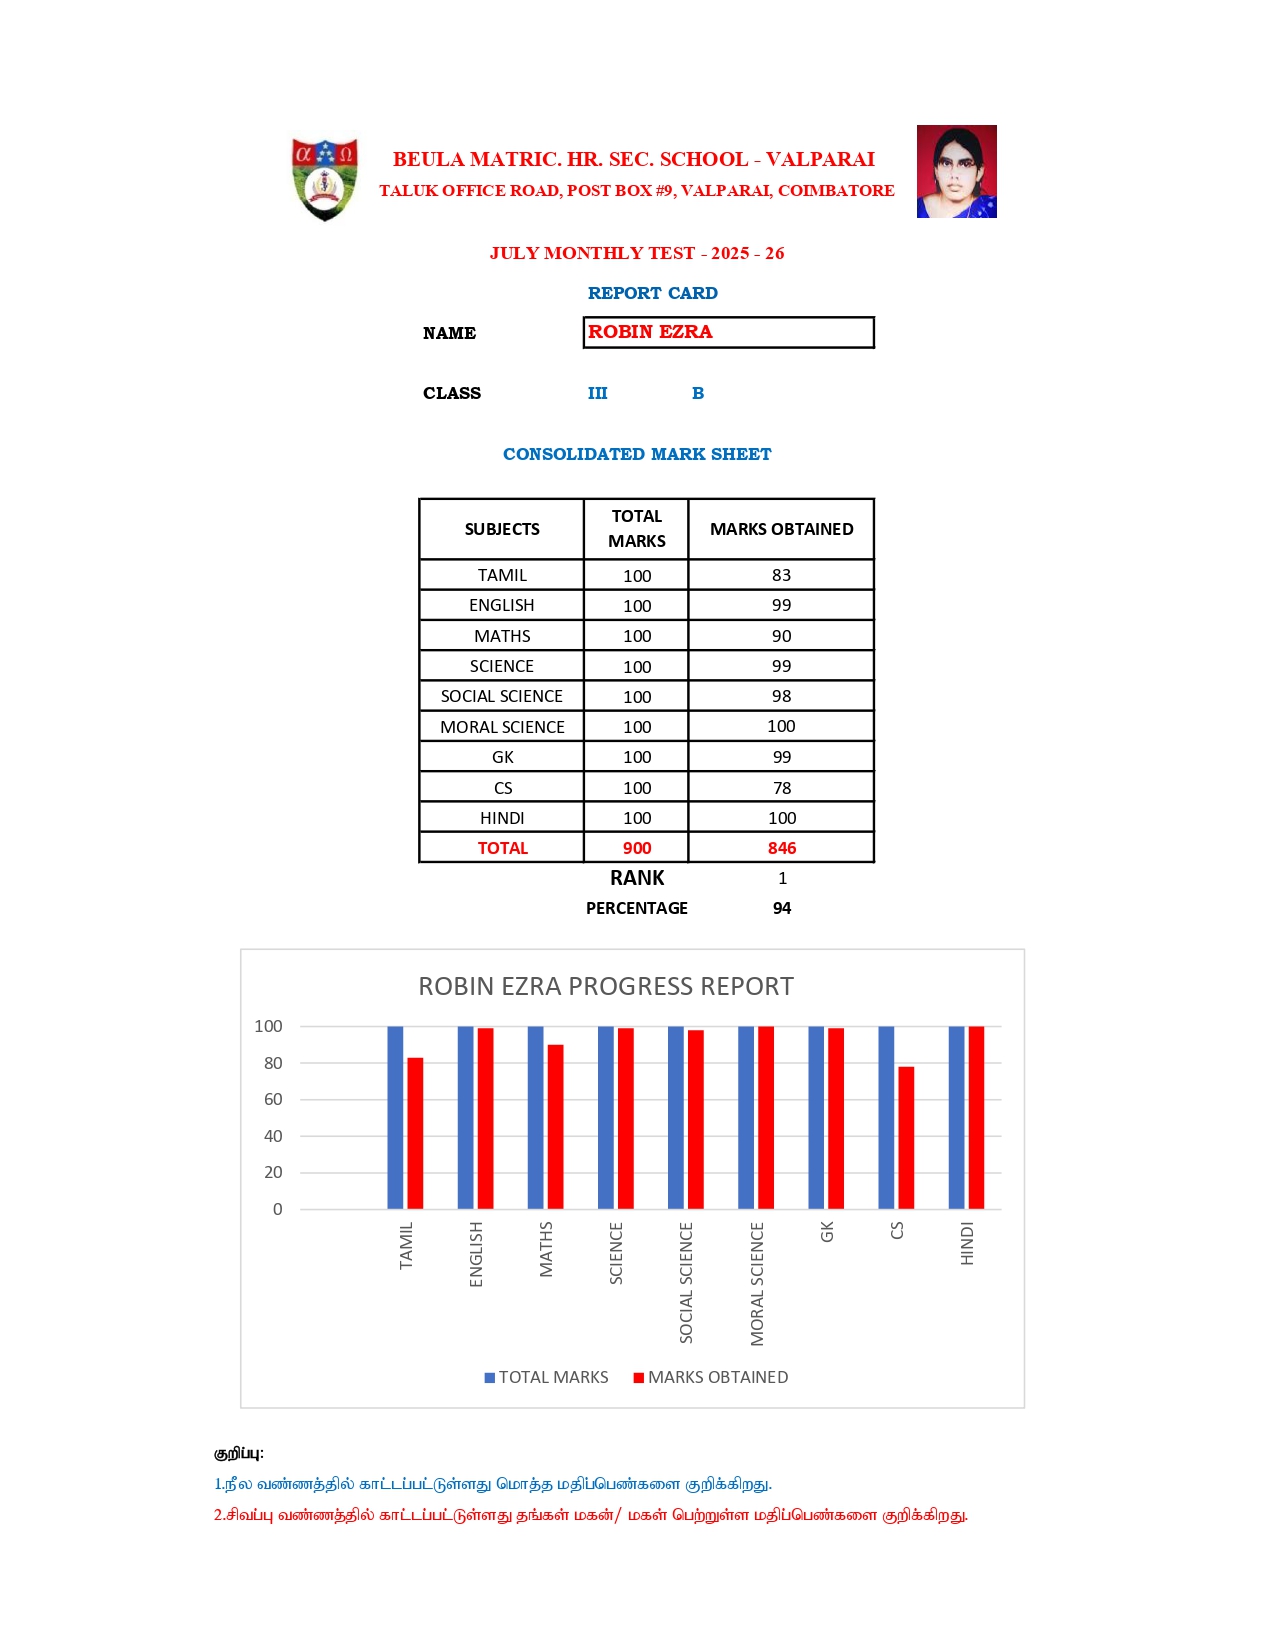 α Ω
BEULA MATRIC. HR. SEC. SCHOOL - VALPARAI
TALUK OFFICE ROAD, POST BOX #9, VALPARAI, COIMBATORE
JULY MONTHLY TEST - 2025 - 26
REPORT CARD
NAME ROBIN EZRA
CLASS III B
CONSOLIDATED MARK SHEET
SUBJECTS TOTAL MARKS MARKS OBTAINED
TAMIL 100 83
ENGLISH 100 99
MATHS 100 90
SCIENCE 100 99
SOCIAL SCIENCE 100 98
MORAL SCIENCE 100 100
GK 100 99
CS 100 78
HINDI 100 100
TOTAL 900 846
RANK 1
PERCENTAGE 94
ROBIN EZRA PROGRESS REPORT
100
80
60
40
20
0
TAMIL ENGLISH MATHS SCIENCE SOCIAL SCIENCE MORAL SCIENCE GK CS HINDI
TOTAL MARKS MARKS OBTAINED
குறிப்பு:
1.நீல வண்ணத்தில் காட்டப்பட்டுள்ளது மொத்த மதிப்பெண்களை குறிக்கிறது.
2.சிவப்பு வண்ணத்தில் காட்டப்பட்டுள்ளது தங்கள் மகன்/ மகள் பெற்றுள்ள மதிப்பெண்களை குறிக்கிறது.